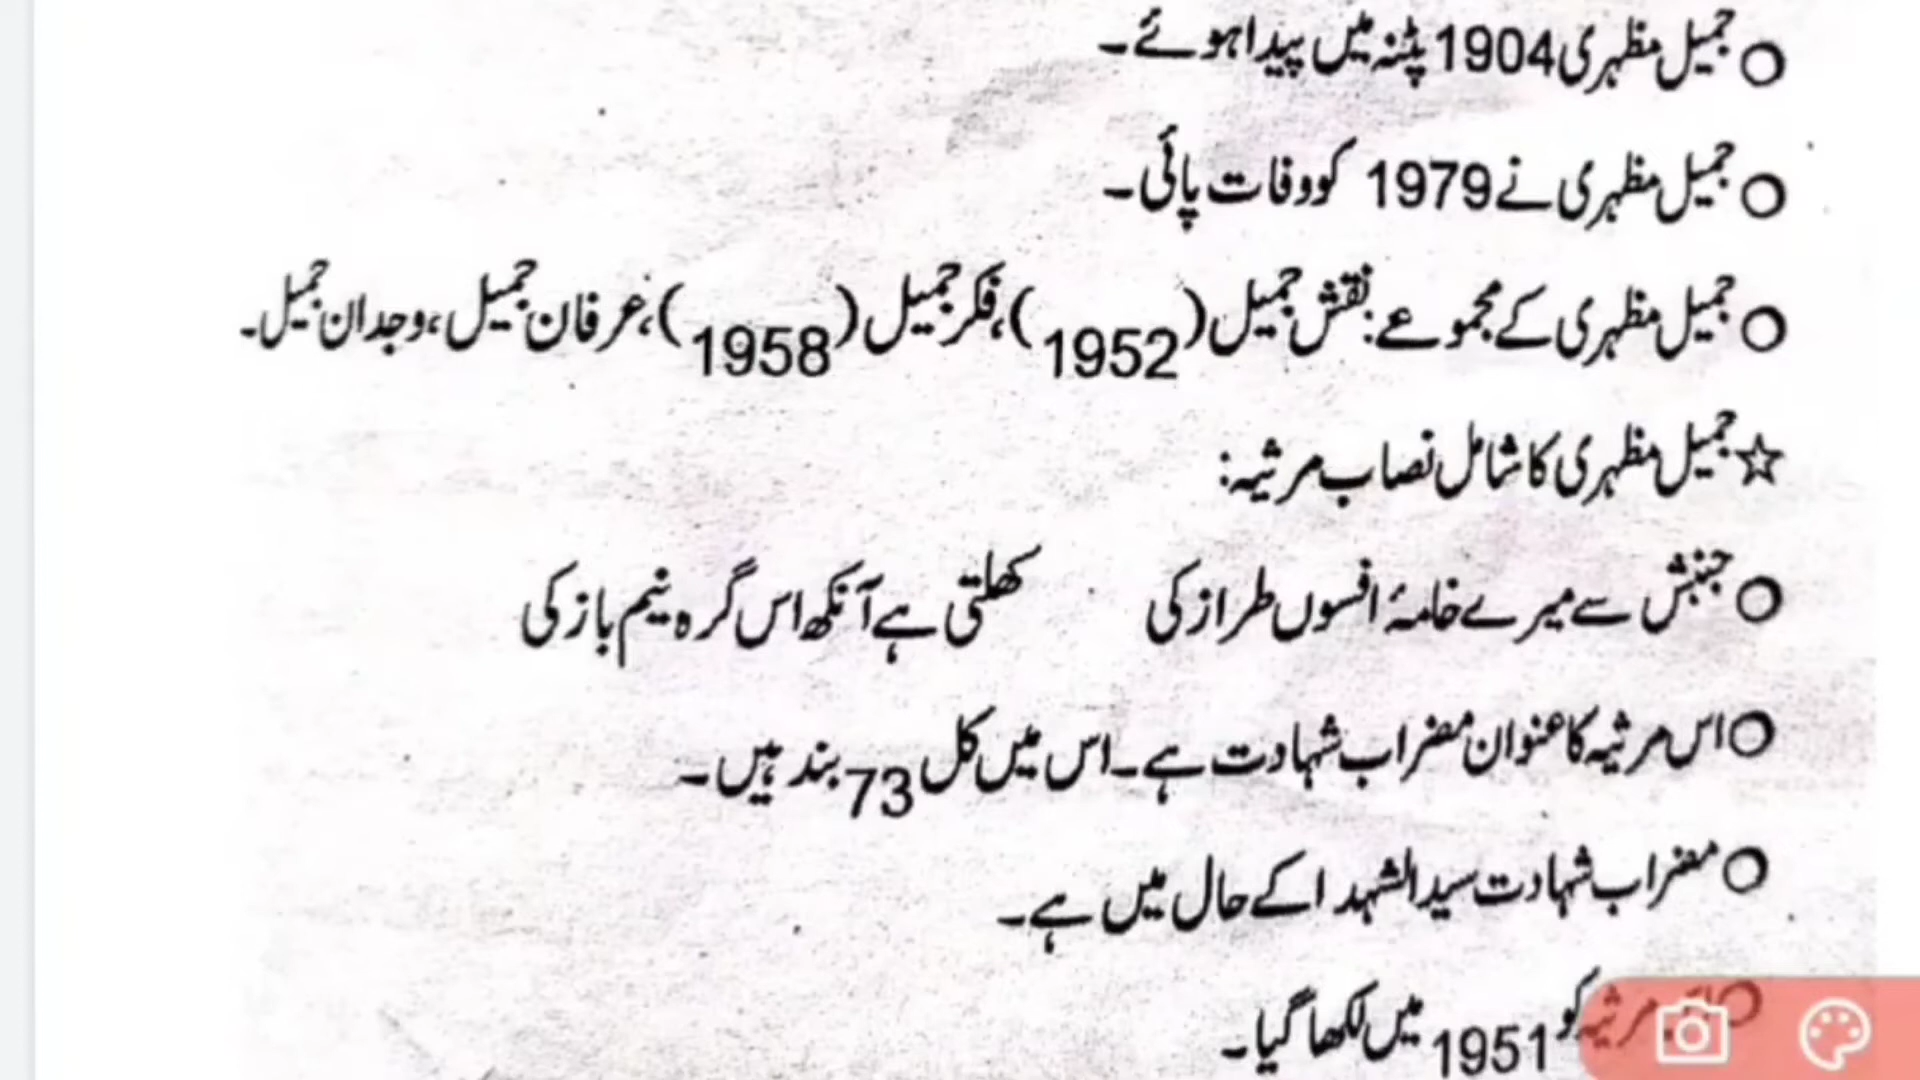 ○ جمیل مظہری 1904 پٹنہ میں پیدا ہوئے۔
○ جمیل مظہری نے 1979 کو وفات پائی۔
○ جمیل مظہری کے مجموعے: نقش جمیل (1952)، فکر جمیل (1958)، عرفان جمیل، وجدان جمیل۔
☆ جمیل مظہری کا شامل نصاب مرثیہ:
○ جنبش سے میرے خامۂ افسوں طراز کی کھلتی ہے آنکھ اس گرہ نیم باز کی
○ اس مرثیہ کا عنوان مضراب شہادت ہے۔ اس میں کل 73 بند ہیں۔
○ مضراب شہادت سید الشہدا کے حال میں ہے۔
○ مرثیہ کو 1951 میں لکھا گیا۔